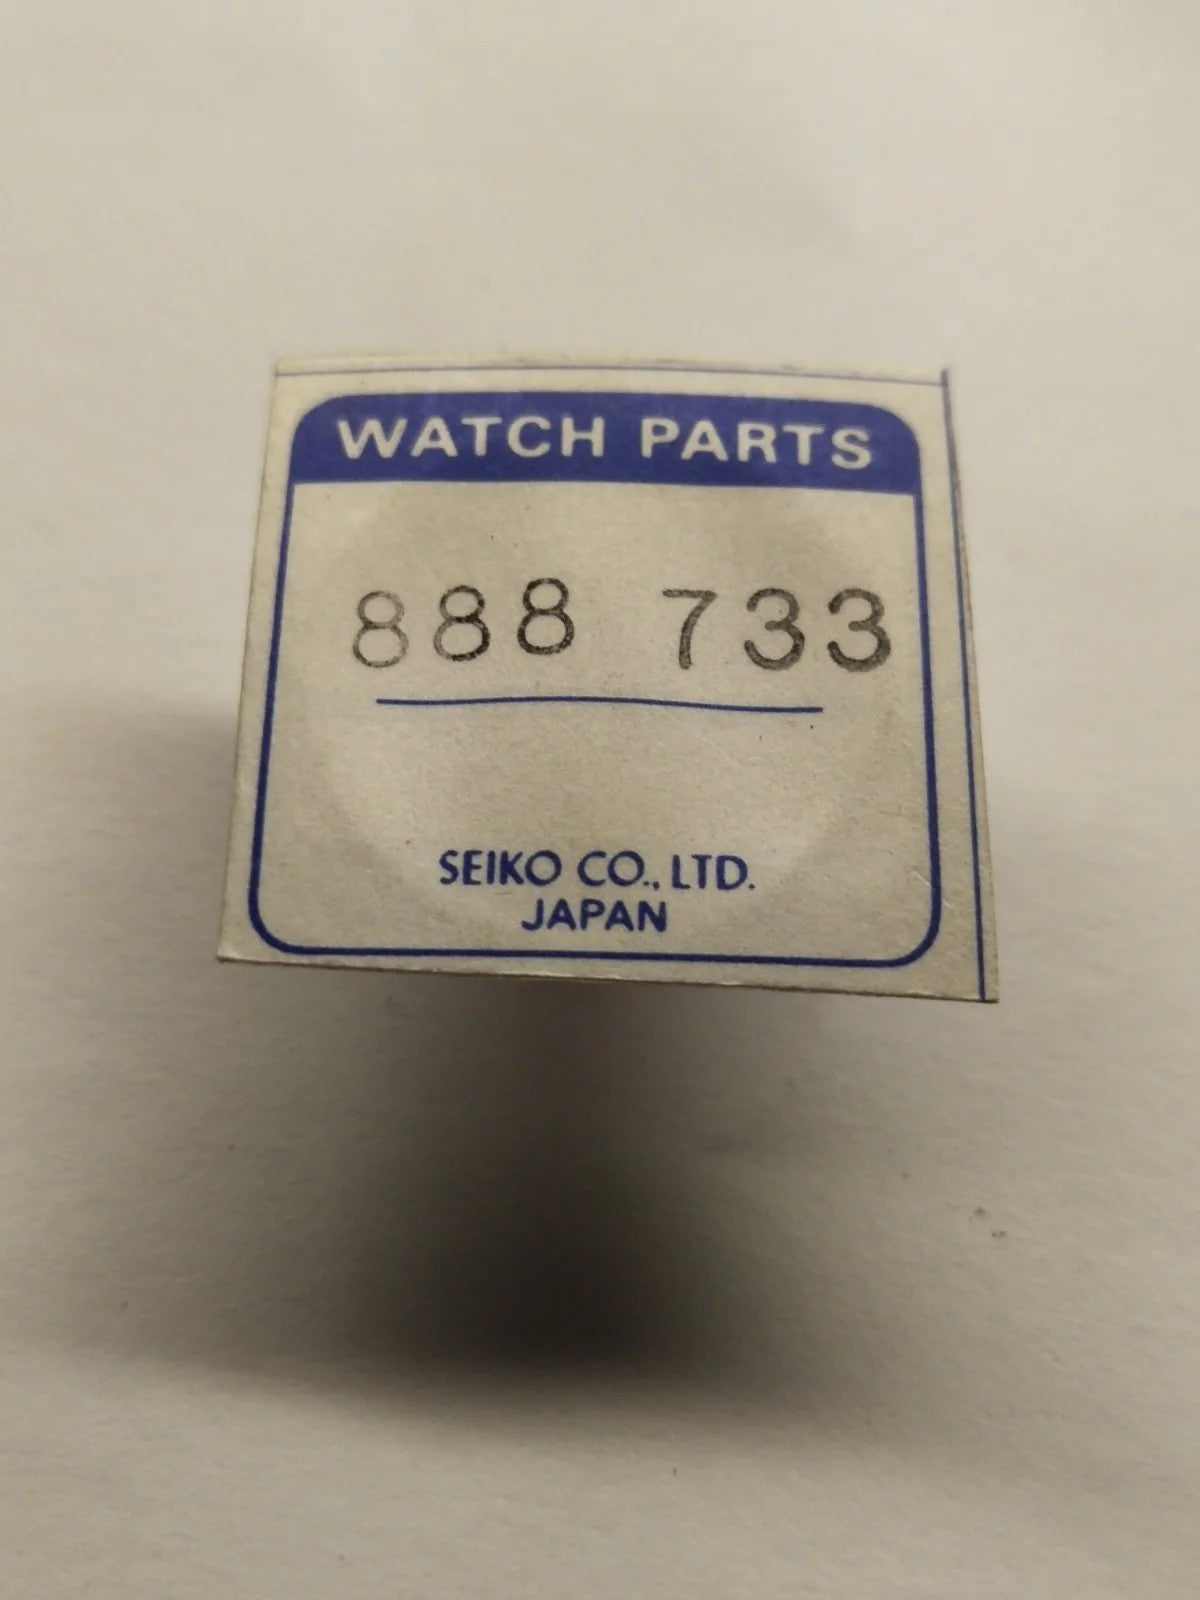 WATCH PARTS
888 733
SEIKO CO., LTD.
JAPAN